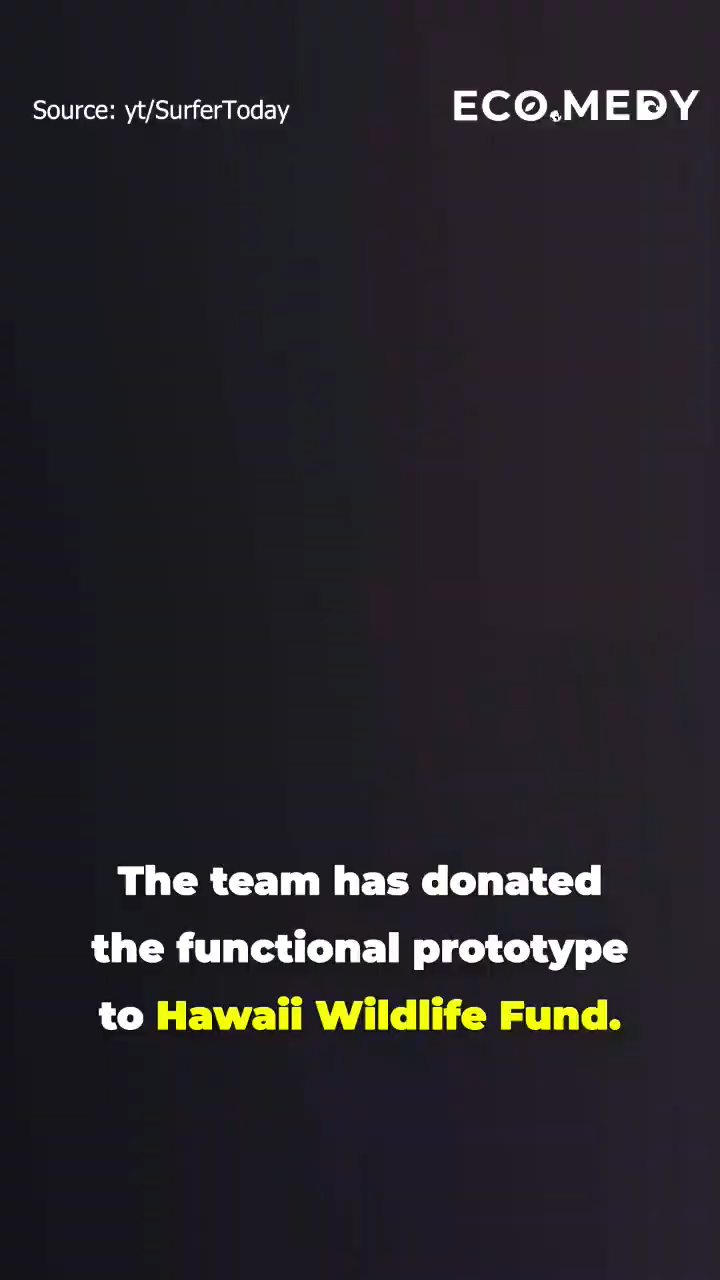 Source: yt/SurferToday
ECO.MEDY
The team has donated
the functional prototype
to Hawaii Wildlife Fund.